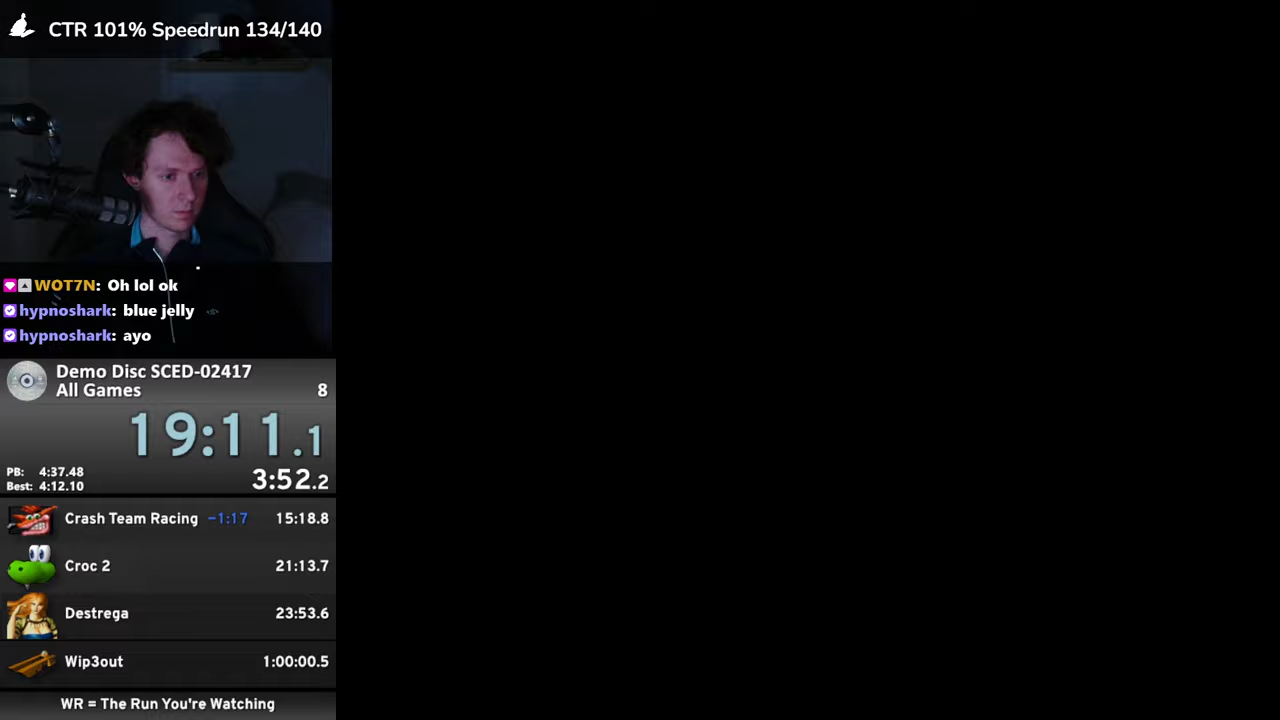 CTR 101% Speedrun 134/140
WOT7N: Oh lol ok
hypnoshark: blue jelly
hypnoshark: ayo
Demo Disc SCED-02417
All Games 8
19:11.1
PB: 4:37.48
Best: 4:12.10
3:52.2
Crash Team Racing -1:17 15:18.8
Croc 2 21:13.7
Destrega 23:53.6
Wip3out 1:00:00.5
WR = The Run You're Watching